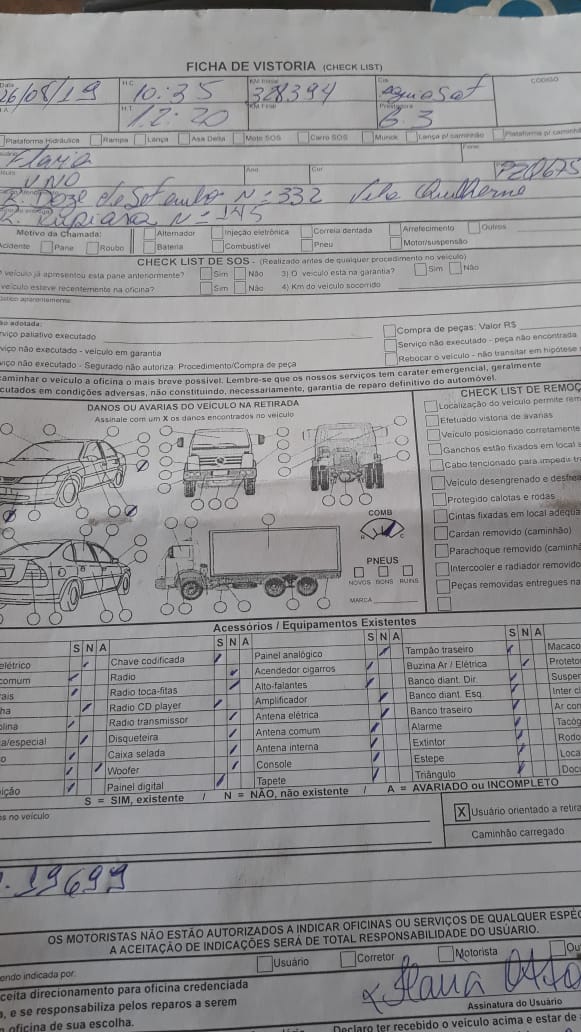 FICHA DE VISTORIA (CHECK LIST)
Data 26/08/19 H.C. 10:35 KM Inicial 328394 Cia CÓDIGO
H.T. 12:20 KM Final Prestadora 6.3
Plataforma Hidráulica Rampa Lança Asa Delta Moto SOS Carro SOS Munck Lança p/ caminhão Plataforma p/ caminhão
Flavia Fone
UNO Ano Cor
R. Doze de Setembro N = 332 Vila Guilherme
N = 145
Motivo da Chamada: Alternador Injeção eletrônica Correia dentada Arrefecimento Outros
Acidente Pane Roubo Bateria Combustível Pneu Motor/suspensão
CHECK LIST DE SOS - (Realizado antes de qualquer procedimento no veículo)
veículo já apresentou esta pane anteriormente? Sim Não 3) O veículo está na garantia? Sim Não
veículo esteve recentemente na oficina? Sim Não 4) Km do veículo socorrido
aparentemente:
adotada:
viço paliativo executado Compra de peças: Valor R$
viço não executado - veículo em garantia Serviço não executado - peça não encontrada
viço não executado - Segurado não autoriza: Procedimento/Compra de peça Rebocar o veículo - não transitar em hipótese
caminhar o veículo a oficina o mais breve possível. Lembre-se que os nossos serviços tem carater emergencial, geralmente
cutados em condições adversas, não constituindo, necessariamente, garantia de reparo definitivo do automóvel.
DANOS OU AVARIAS DO VEÍCULO NA RETIRADA
Assinale com um X os danos encontrados no veículo
CHECK LIST DE REMOÇ
Localização do veículo permite rem
Efetuado vistoria de avarias
Veículo posicionado corretamente
Ganchos estão fixados em local
Cabo tencionado para impedir
Veículo desengrenado e desfrea
Protegido calotas e rodas
Cintas fixadas em local adequa
Cardan removido (caminhão)
Parachoque removido (caminhã
Intercooler e radiador removido
Peças removidas entregues na
COMB
R C
PNEUS
NOVOS BONS RUINS
MARCA
Acessórios / Equipamentos Existentes
S N A S N A S N A S N A
elétrico Chave codificada Painel analógico Tampão traseiro Macaco
comum Radio Acendedor cigarros Buzina Ar / Elétrica Proteto
rais Radio toca-fitas Alto-falantes Banco diant. Dir. Suspen
ha Radio CD player Amplificador Banco diant. Esq. Inter cl
olina Radio transmissor Antena elétrica Banco traseiro Ar con
a/especial Disqueteira Antena comum Alarme Tacóg
o Caixa selada Antena interna Extintor Rodo
Woofer Console Estepe Loca
ição Painel digital Tapete Triângulo Doc
S = SIM, existente / N = NÃO, não existente / A = AVARIADO ou INCOMPLETO
os no veículo: X Usuário orientado a retira
Caminhão carregado
19699
OS MOTORISTAS NÃO ESTÃO AUTORIZADOS A INDICAR OFICINAS OU SERVIÇOS DE QUALQUER ESPÉC
A ACEITAÇÃO DE INDICAÇÕES SERÁ DE TOTAL RESPONSABILIDADE DO USÚARIO.
endo indicada por: Usuário Corretor Motorista Ou
ceita direcionamento para oficina credenciada
, e se responsabiliza pelos reparos a serem
oficina de sua escolha.
x Flavia
Assinatura do Usuário
Declaro ter recebido o veículo acima e estar de